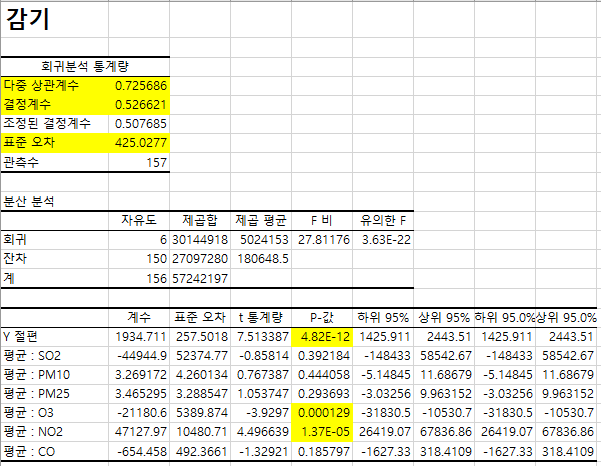 감기
회귀분석 통계량
다중 상관계수 0.725686
결정계수 0.526621
조정된 결정계수 0.507685
표준 오차 425.0277
관측수 157
분산 분석
자유도 제곱합 제곱 평균 F 비 유의한 F
회귀 6 30144918 5024153 27.81176 3.63E-22
잔차 150 27097280 180648.5
계 156 57242197
계수 표준 오차 t 통계량 P-값 하위 95% 상위 95% 하위 95.0% 상위 95.0%
Y 절편 1934.711 257.5018 7.513387 4.82E-12 1425.911 2443.51 1425.911 2443.51
평균 : SO2 -44944.9 52374.77 -0.85814 0.392184 -148433 58542.67 -148433 58542.67
평균 : PM10 3.269172 4.260134 0.767387 0.444058 -5.14845 11.68679 -5.14845 11.68679
평균 : PM25 3.465295 3.288547 1.053747 0.293693 -3.03256 9.963152 -3.03256 9.963152
평균 : O3 -21180.6 5389.874 -3.9297 0.000129 -31830.5 -10530.7 -31830.5 -10530.7
평균 : NO2 47127.97 10480.71 4.496639 1.37E-05 26419.07 67836.86 26419.07 67836.86
평균 : CO -654.458 492.3661 -1.32921 0.185797 -1627.33 318.4109 -1627.33 318.4109